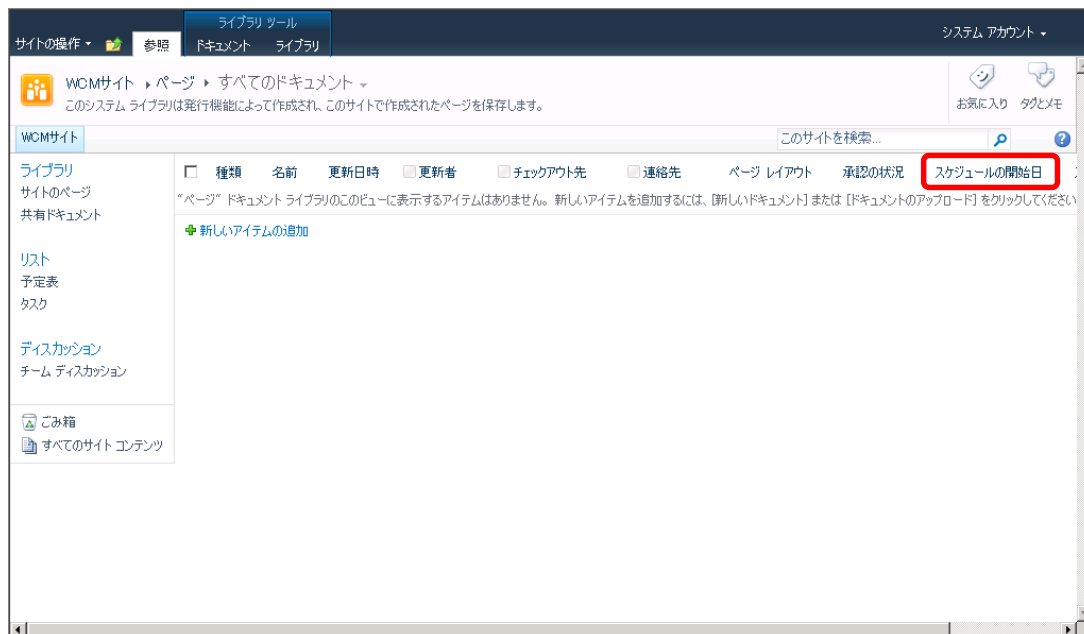 ライブラリ ツール
サイトの操作 参照 ドキュメント ライブラリ システム アカウント
WCMサイト ページ すべてのドキュメント
このシステム ライブラリは発行機能によって作成され、このサイトで作成されたページを保存します。
お気に入り タグとメモ
WCMサイト このサイトを検索...
ライブラリ
サイトのページ
共有ドキュメント
リスト
予定表
タスク
ディスカッション
チーム ディスカッション
ごみ箱
すべてのサイト コンテンツ
種類 名前 更新日時 更新者 チェックアウト先 連絡先 ページ レイアウト 承認の状況 スケジュールの開始日
"ページ" ドキュメント ライブラリのこのビューに表示するアイテムはありません。新しいアイテムを追加するには、[新しいドキュメント] または [ドキュメントのアップロード] をクリックしてください
新しいアイテムの追加